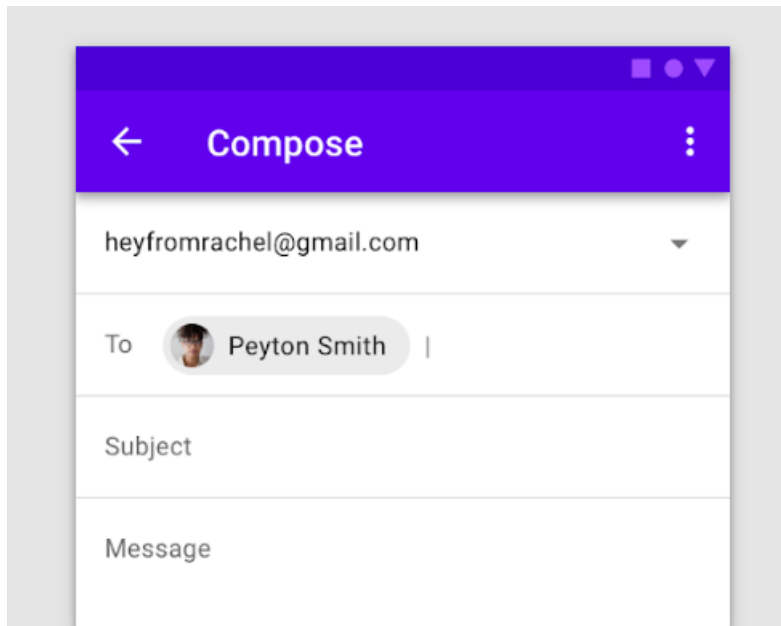 Compose
heyfromrachel@gmail.com
To Peyton Smith
Subject
Message